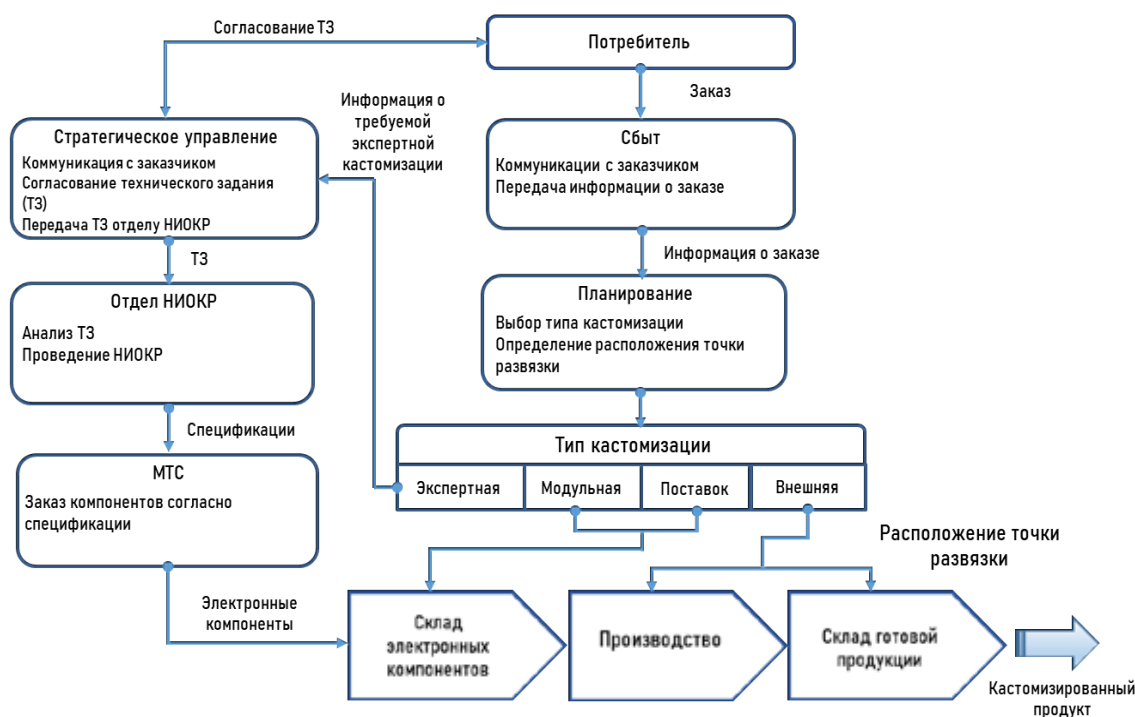 Согласование ТЗ
Потребитель
Заказ
Информация о
требуемой
экспертной
кастомизации
Стратегическое управление
Коммуникация с заказчиком
Согласование технического задания
(ТЗ)
Передача ТЗ отделу НИОКР
Сбыт
Коммуникации с заказчиком
Передача информации о заказе
ТЗ
Информация о заказе
Отдел НИОКР
Анализ ТЗ
Проведение НИОКР
Планирование
Выбор типа кастомизации
Определение расположения точки
развязки
Спецификации
Тип кастомизации
Экспертная
Модульная
Поставок
Внешняя
МТС
Заказ компонентов согласно
спецификации
Расположение точки
развязки
Электронные
компоненты
Склад
электронных
компонентов
Производство
Склад готовой
продукции
Кастомизированный
продукт